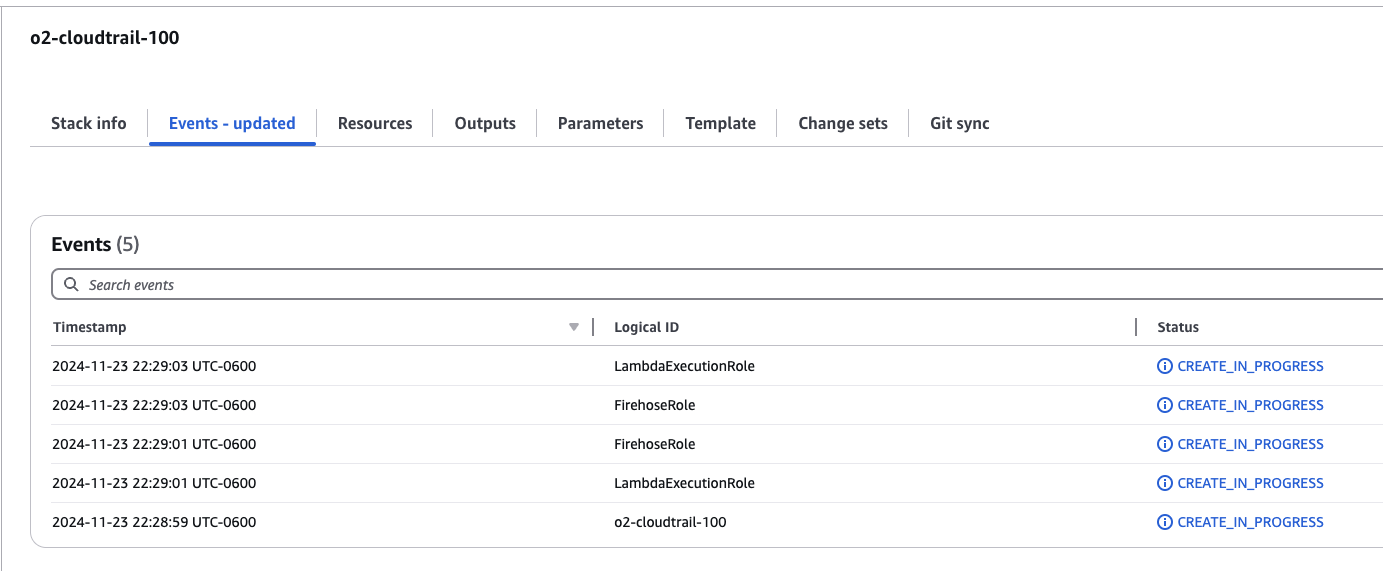 o2-cloudtrail-100
Stack info Events - updated Resources Outputs Parameters Template Change sets Git sync
Events (5)
Search events
Timestamp Logical ID Status
2024-11-23 22:29:03 UTC-0600 LambdaExecutionRole CREATE_IN_PROGRESS
2024-11-23 22:29:03 UTC-0600 FirehoseRole CREATE_IN_PROGRESS
2024-11-23 22:29:01 UTC-0600 FirehoseRole CREATE_IN_PROGRESS
2024-11-23 22:29:01 UTC-0600 LambdaExecutionRole CREATE_IN_PROGRESS
2024-11-23 22:28:59 UTC-0600 o2-cloudtrail-100 CREATE_IN_PROGRESS